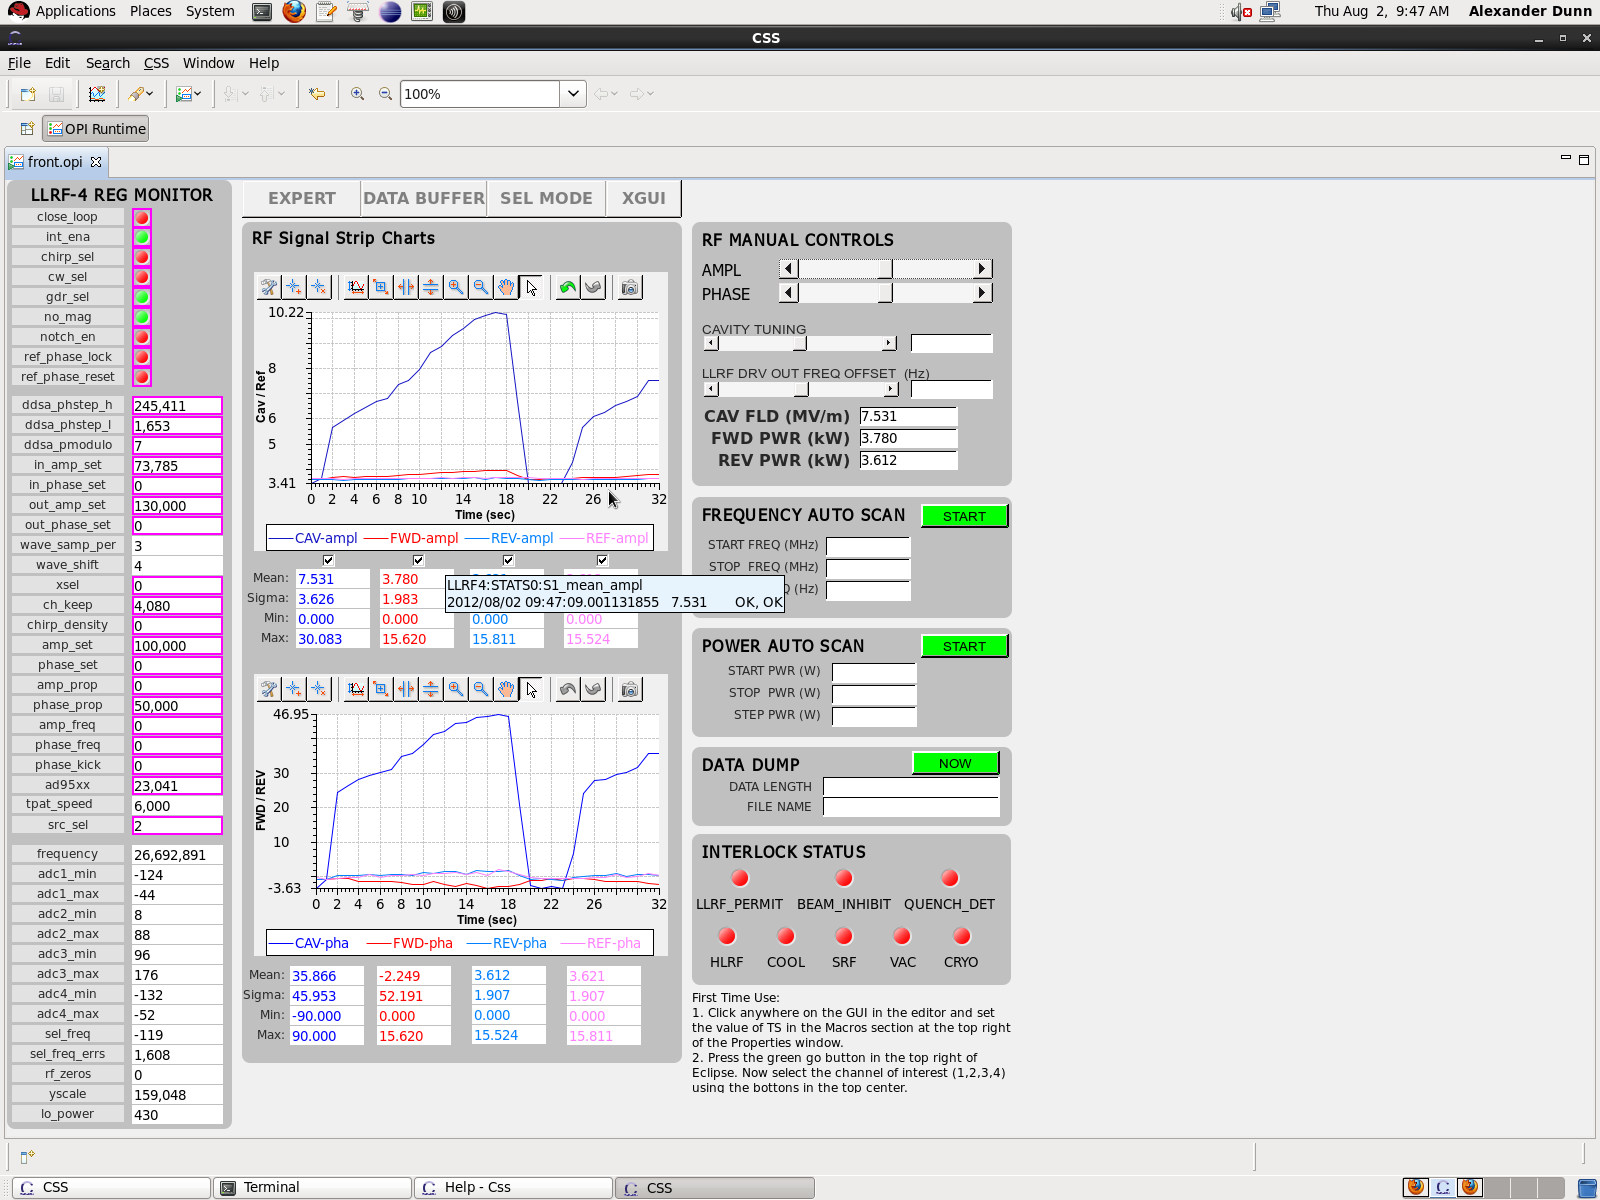 Applications Places System Thu Aug 2, 9:47 AM Alexander Dunn
CSS
File Edit Search CSS Window Help
100%
OPI Runtime
front.opi
LLRF-4 REG MONITOR
close_loop
int_ena
chirp_sel
cw_sel
gdr_sel
no_mag
notch_en
ref_phase_lock
ref_phase_reset
ddsa_phstep_h 245,411
ddsa_phstep_l 1,653
ddsa_pmodulo 7
in_amp_set 73,785
in_phase_set 0
out_amp_set 130,000
out_phase_set 0
wave_samp_per 3
wave_shift 4
xsel 0
ch_keep 4,080
chirp_density 0
amp_set 100,000
phase_set 0
amp_prop 0
phase_prop 50,000
amp_freq 0
phase_freq 0
phase_kick 0
ad95xx 23,041
tpat_speed 6,000
src_sel 2
frequency 26,692,891
adc1_min -124
adc1_max -44
adc2_min 8
adc2_max 88
adc3_min 96
adc3_max 176
adc4_min -132
adc4_max -52
sel_freq -119
sel_freq_errs 1,608
rf_zeros 0
yscale 159,048
lo_power 430
EXPERT DATA BUFFER SEL MODE XGUI
RF Signal Strip Charts
10.22
8
6
5
3.41
Cav / Ref
0 2 4 6 8 10 14 18 22 26 32
Time (sec)
CAV-ampl FWD-ampl REV-ampl REF-ampl
Mean: 7.531 3.780
Sigma: 3.626 1.983
Min: 0.000 0.000 0.000 0.000
Max: 30.083 15.620 15.811 15.524
LLRF4:STATS0:S1_mean_ampl
2012/08/02 09:47:09.001131855 7.531 OK, OK
46.95
30
20
10
-3.63
FWD / REV
0 2 4 6 8 10 14 18 22 26 32
Time (sec)
CAV-pha FWD-pha REV-pha REF-pha
Mean: 35.866 -2.249 3.612 3.621
Sigma: 45.953 52.191 1.907 1.907
Min: -90.000 0.000 0.000 0.000
Max: 90.000 15.620 15.524 15.811
RF MANUAL CONTROLS
AMPL
PHASE
CAVITY TUNING
LLRF DRV OUT FREQ OFFSET (Hz)
CAV FLD (MV/m) 7.531
FWD PWR (kW) 3.780
REV PWR (kW) 3.612
FREQUENCY AUTO SCAN START
START FREQ (MHz)
STOP FREQ (MHz)
(Hz)
POWER AUTO SCAN START
START PWR (W)
STOP PWR (W)
STEP PWR (W)
DATA DUMP NOW
DATA LENGTH
FILE NAME
INTERLOCK STATUS
LLRF_PERMIT BEAM_INHIBIT QUENCH_DET
HLRF COOL SRF VAC CRYO
First Time Use:
1. Click anywhere on the GUI in the editor and set
the value of TS in the Macros section at the top right
of the Properties window.
2. Press the green go button in the top right of
Eclipse. Now select the channel of interest (1,2,3,4)
using the bottons in the top center.
CSS Terminal Help - Css CSS